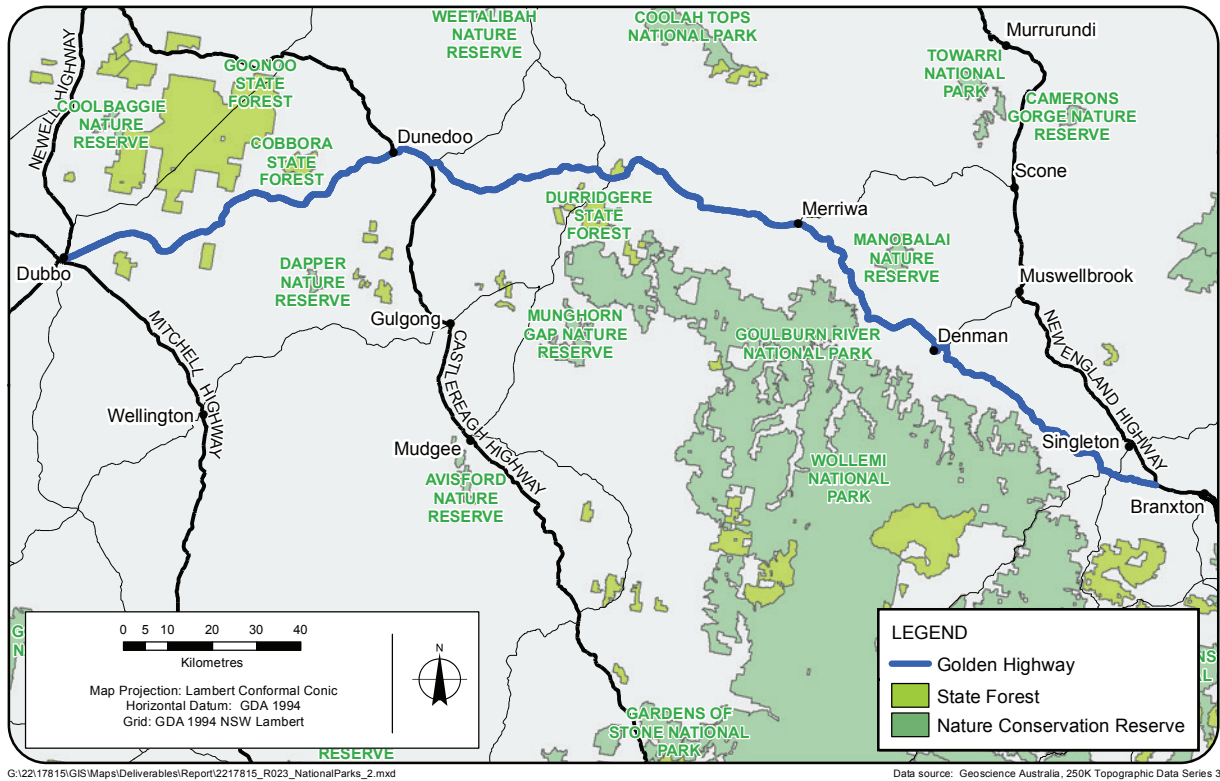 WEETALIBAH
NATURE
RESERVE
COOLAH TOPS
NATIONAL PARK
Murrurundi
TOWARRI
NATIONAL
PARK
NEWELL HIGHWAY
GOONOO
STATE
FOREST
COOLBAGGIE
NATURE
RESERVE
CAMERONS
GORGE NATURE
RESERVE
COBBORA
STATE
FOREST
Dunedoo
Scone
DURRIDGERE
STATE
FOREST
Merriwa
MANOBALAI
NATURE
RESERVE
Dubbo
DAPPER
NATURE
RESERVE
Muswellbrook
Gulgong
MUNGHORN
GAP NATURE
RESERVE
GOULBURN RIVER
NATIONAL PARK
Denman
MITCHELL HIGHWAY
CASTLEREAGH HIGHWAY
NEW ENGLAND HIGHWAY
Wellington
Mudgee
Singleton
WOLLEMI
NATIONAL
PARK
AVISFORD
NATURE
RESERVE
Branxton
G
N
0 5 10 20 30 40
Kilometres
N
Map Projection: Lambert Conformal Conic
Horizontal Datum: GDA 1994
Grid: GDA 1994 NSW Lambert
RESERVE
GARDENS OF
STONE NATIONAL
PARK
LEGEND
Golden Highway
State Forest
Nature Conservation Reserve
NS
AL
G:\22\17815\GIS\Maps\Deliverables\Report\2217815_R023_NationalParks_2.mxd
Data source: Geoscience Australia, 250K Topographic Data Series 3